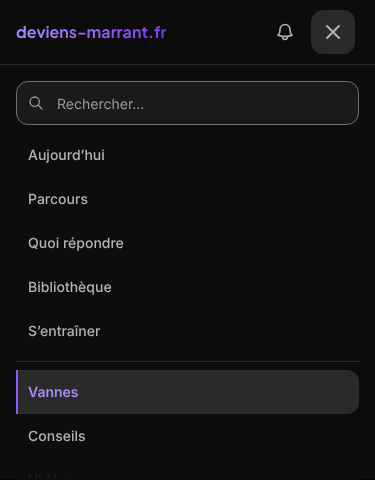 deviens-marrant.fr
Rechercher...
Aujourd'hui
Parcours
Quoi répondre
Bibliothèque
S'entraîner
Vannes
Conseils